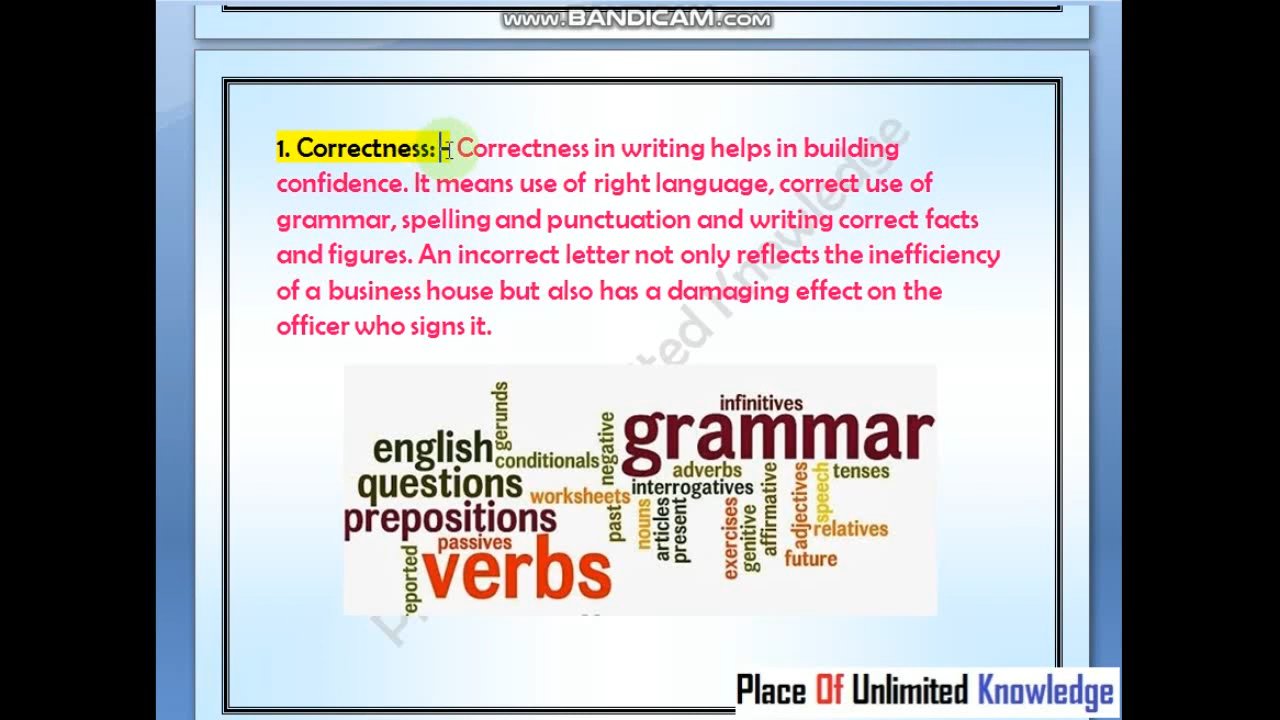 WWW.BANDICAM.COM
1. Correctness:- Correctness in writing helps in building
confidence. It means use of right language, correct use of
grammar, spelling and punctuation and writing correct facts
and figures. An incorrect letter not only reflects the inefficiency
of a business house but also has a damaging effect on the
officer who signs it.
gerunds
infinitives
english
negative
grammar
conditionals
questions
worksheets
adverbs
tenses
interrogatives
prepositions
past
nouns
articles
present
exercises
genitive
affirmative
adjectives
speech
relatives
passives
verbs
reported
future
ted Knowledge
Place Of Unlimited Knowledge